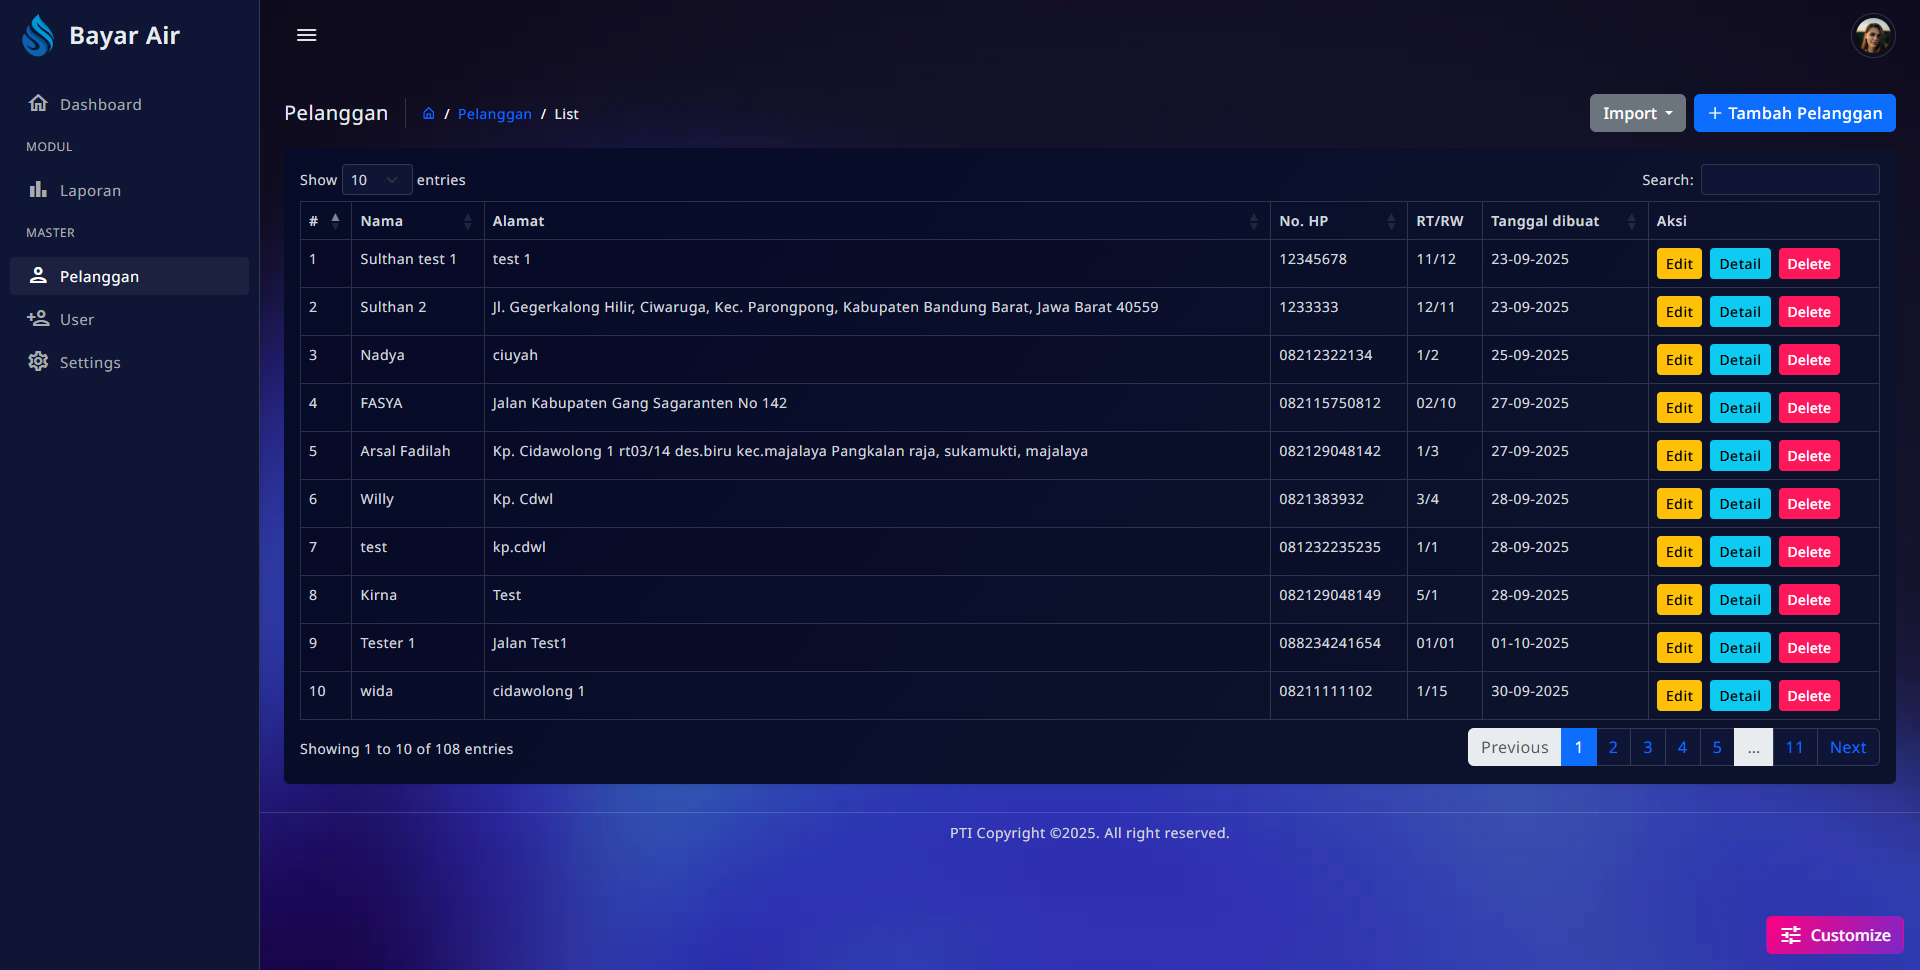 Bayar Air
Dashboard
MODUL
Laporan
MASTER
Pelanggan
User
Settings
Pelanggan / Pelanggan / List
Import + Tambah Pelanggan
Show 10 entries Search:
# Nama Alamat No. HP RT/RW Tanggal dibuat Aksi
1 Sulthan test 1 test 1 12345678 11/12 23-09-2025 Edit Detail Delete
2 Sulthan 2 Jl. Gegerkalong Hilir, Ciwaruga, Kec. Parongpong, Kabupaten Bandung Barat, Jawa Barat 40559 1233333 12/11 23-09-2025 Edit Detail Delete
3 Nadya ciuyah 08212322134 1/2 25-09-2025 Edit Detail Delete
4 FASYA Jalan Kabupaten Gang Sagaranten No 142 082115750812 02/10 27-09-2025 Edit Detail Delete
5 Arsal Fadilah Kp. Cidawolong 1 rt03/14 des.biru kec.majalaya Pangkalan raja, sukamukti, majalaya 082129048142 1/3 27-09-2025 Edit Detail Delete
6 Willy Kp. Cdwl 0821383932 3/4 28-09-2025 Edit Detail Delete
7 test kp.cdwl 081232235235 1/1 28-09-2025 Edit Detail Delete
8 Kirna Test 082129048149 5/1 28-09-2025 Edit Detail Delete
9 Tester 1 Jalan Test1 088234241654 01/01 01-10-2025 Edit Detail Delete
10 wida cidawolong 1 08211111102 1/15 30-09-2025 Edit Detail Delete
Showing 1 to 10 of 108 entries
Previous 1 2 3 4 5 ... 11 Next
PTI Copyright ©2025. All right reserved.
Customize